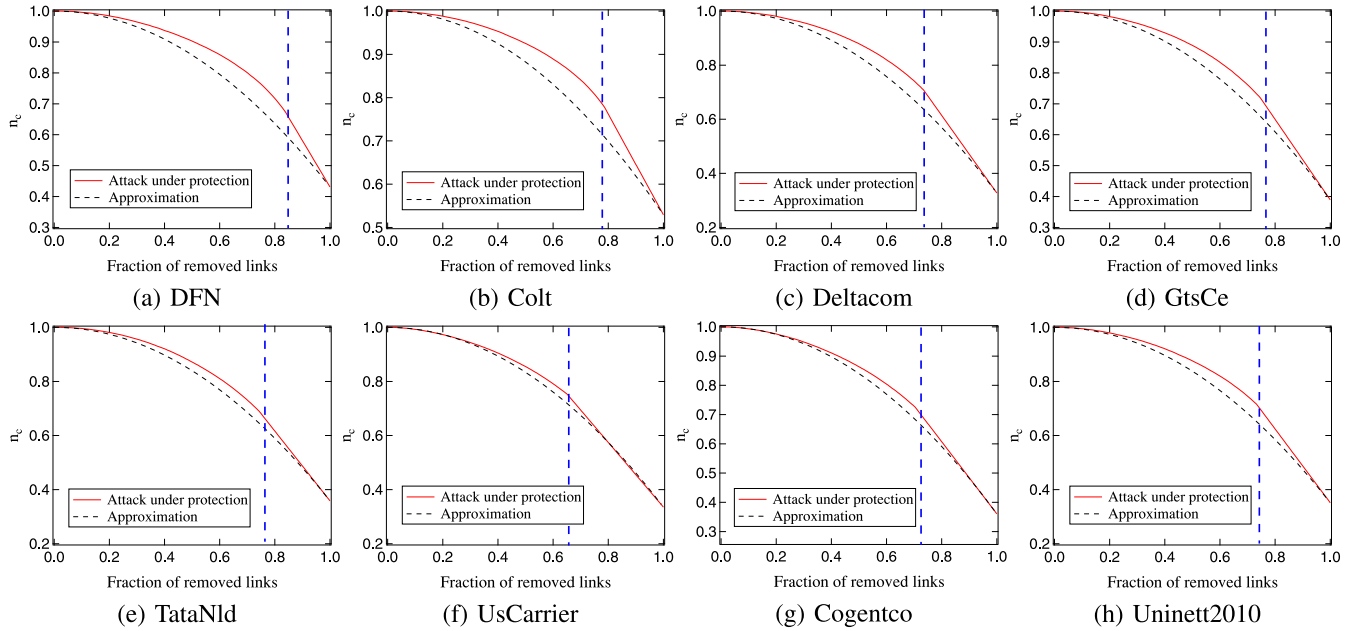 1.0
0.9
0.8
0.7
0.6
0.5
0.4
0.3
n_c
Attack under protection
Approximation
0.0 0.2 0.4 0.6 0.8 1.0
Fraction of removed links
(a) DFN
1.0
0.9
0.8
0.7
0.6
0.5
n_c
Attack under protection
Approximation
0.0 0.2 0.4 0.6 0.8 1.0
Fraction of removed links
(b) Colt
1.0
0.8
0.6
0.4
0.2
n_c
Attack under protection
Approximation
0.0 0.2 0.4 0.6 0.8 1.0
Fraction of removed links
(c) Deltacom
1.0
0.9
0.8
0.7
0.6
0.5
0.4
0.3
n_c
Attack under protection
Approximation
0.0 0.2 0.4 0.6 0.8 1.0
Fraction of removed links
(d) GtsCe
1.0
0.8
0.6
0.4
0.2
n_c
Attack under protection
Approximation
0.0 0.2 0.4 0.6 0.8 1.0
Fraction of removed links
(e) TataNld
1.0
0.8
0.6
0.4
0.2
n_c
Attack under protection
Approximation
0.0 0.2 0.4 0.6 0.8 1.0
Fraction of removed links
(f) UsCarrier
1.0
0.9
0.8
0.7
0.6
0.5
0.4
0.3
n_c
Attack under protection
Approximation
0.0 0.2 0.4 0.6 0.8 1.0
Fraction of removed links
(g) Cogentco
1.0
0.8
0.6
0.4
0.2
n_c
Attack under protection
Approximation
0.0 0.2 0.4 0.6 0.8 1.0
Fraction of removed links
(h) Uninett2010